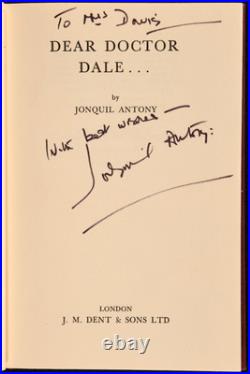 To Mrs Davis
DEAR DOCTOR
DALE...
by
JONQUIL ANTONY
With best wishes
Jonquil Antony:
LONDON
J. M. DENT & SONS LTD